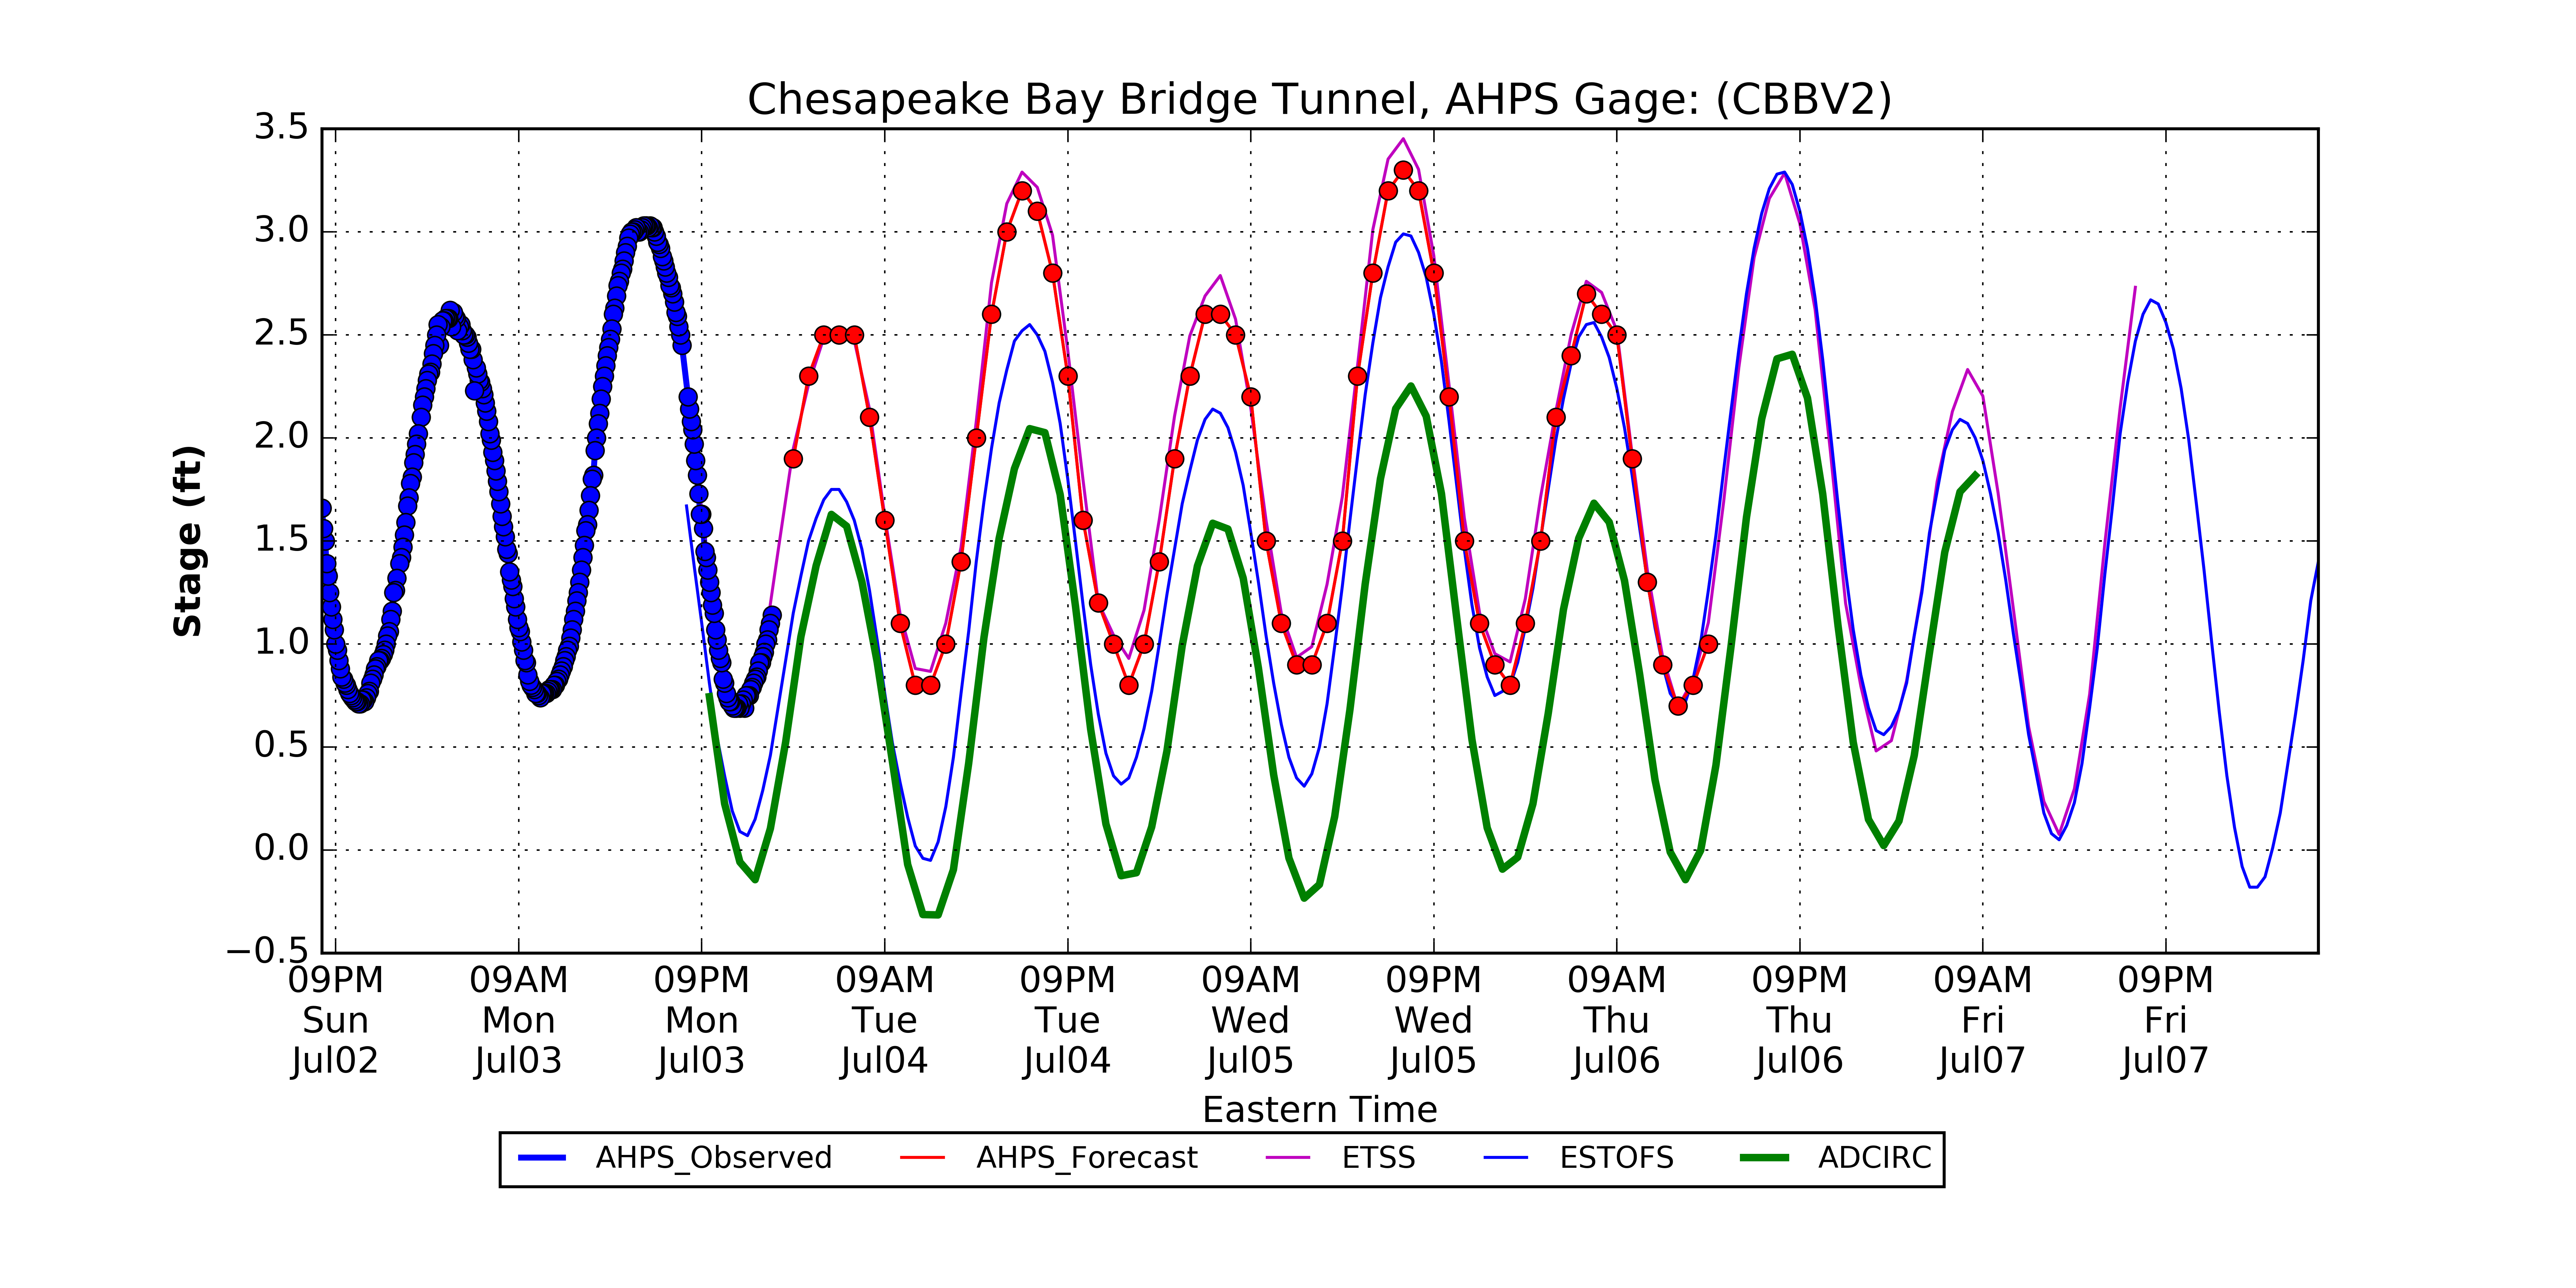 Chesapeake Bay Bridge Tunnel, AHPS Gage: (CBBV2)
3.5
3.0
2.5
2.0
1.5
1.0
0.5
0.0
−0.5
Stage (ft)
09PM 09AM 09PM 09AM 09PM 09AM 09PM 09AM 09PM 09AM 09PM
Sun Mon Mon Tue Tue Wed Wed Thu Thu Fri Fri
Jul02 Jul03 Jul03 Jul04 Jul04 Jul05 Jul05 Jul06 Jul06 Jul07 Jul07
Eastern Time
AHPS_Observed AHPS_Forecast ETSS ESTOFS ADCIRC